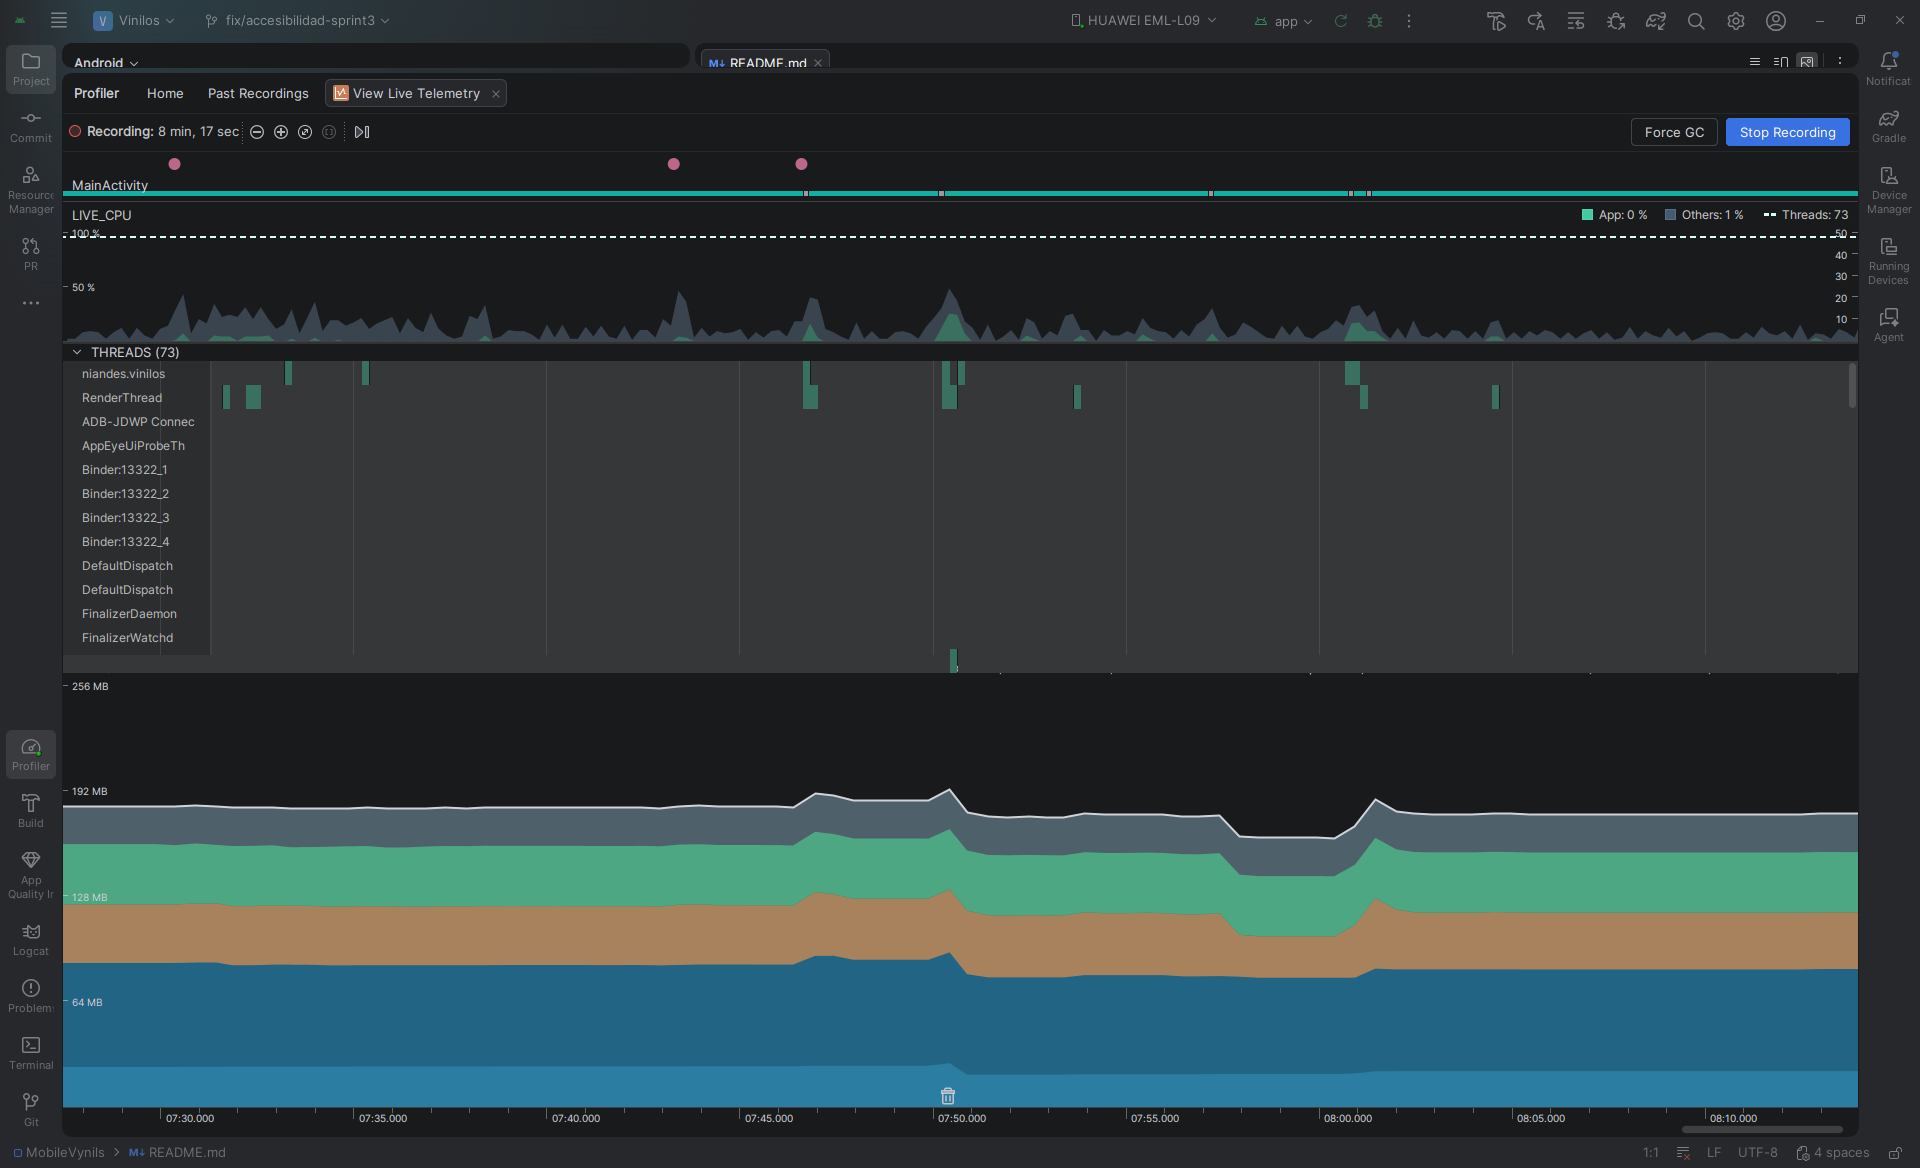 V Vinilos fix/accesibilidad-sprint3 HUAWEI EML-L09 app
Android README.md
Project
Commit
Resource
Manager
PR
Profiler
Build
App
Quality In
Logcat
Problem
Terminal
Git
Profiler Home Past Recordings View Live Telemetry
Recording: 8 min, 17 sec Force GC Stop Recording
MainActivity
LIVE_CPU App: 0 % Others: 1 % Threads: 73
100 % 50
40
50 % 30
20
10
THREADS (73)
niandes.vinilos
RenderThread
ADB-JDWP Connec
AppEyeUiProbeTh
Binder:13322_1
Binder:13322_2
Binder:13322_3
Binder:13322_4
DefaultDispatch
DefaultDispatch
FinalizerDaemon
FinalizerWatchd
256 MB
192 MB
128 MB
64 MB
07:30.000 07:35.000 07:40.000 07:45.000 07:50.000 07:55.000 08:00.000 08:05.000 08:10.000
Notificat
Gradle
Device
Manager
Running
Devices
Agent
MobileVynils > M↓ README.md 1:1 LF UTF-8 4 spaces